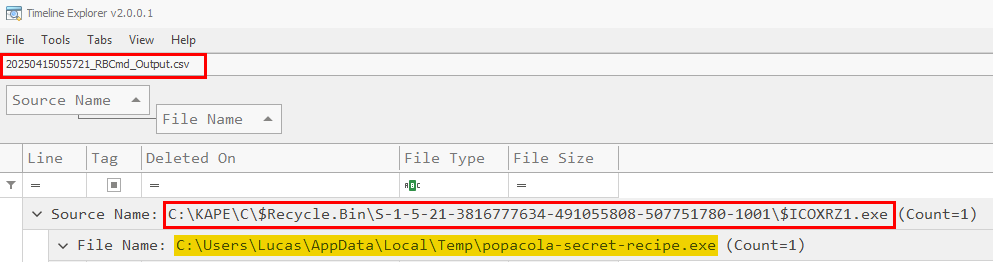 Timeline Explorer v2.0.0.1
File Tools Tabs View Help
20250415055721_RBCmd_Output.csv
Source Name
File Name
Line Tag Deleted On File Type File Size
= ■ = ABC =
Source Name: C:\KAPE\C\$Recycle.Bin\S-1-5-21-3816777634-491055808-507751780-1001\$ICOXRZ1.exe (Count=1)
File Name: C:\Users\Lucas\AppData\Local\Temp\popacola-secret-recipe.exe (Count=1)